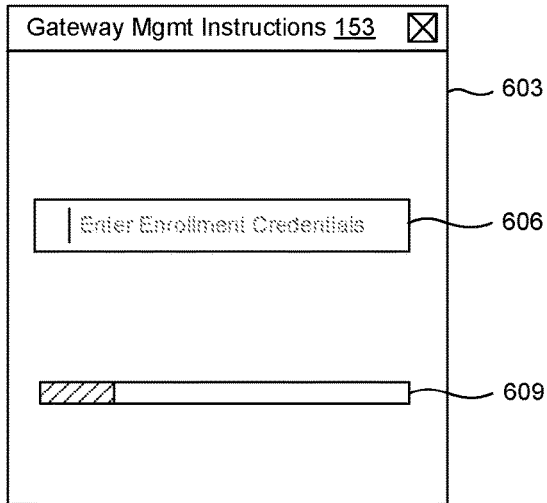 Gateway Mgmt Instructions 153
603
Enter Enrollment Credentials
606
609